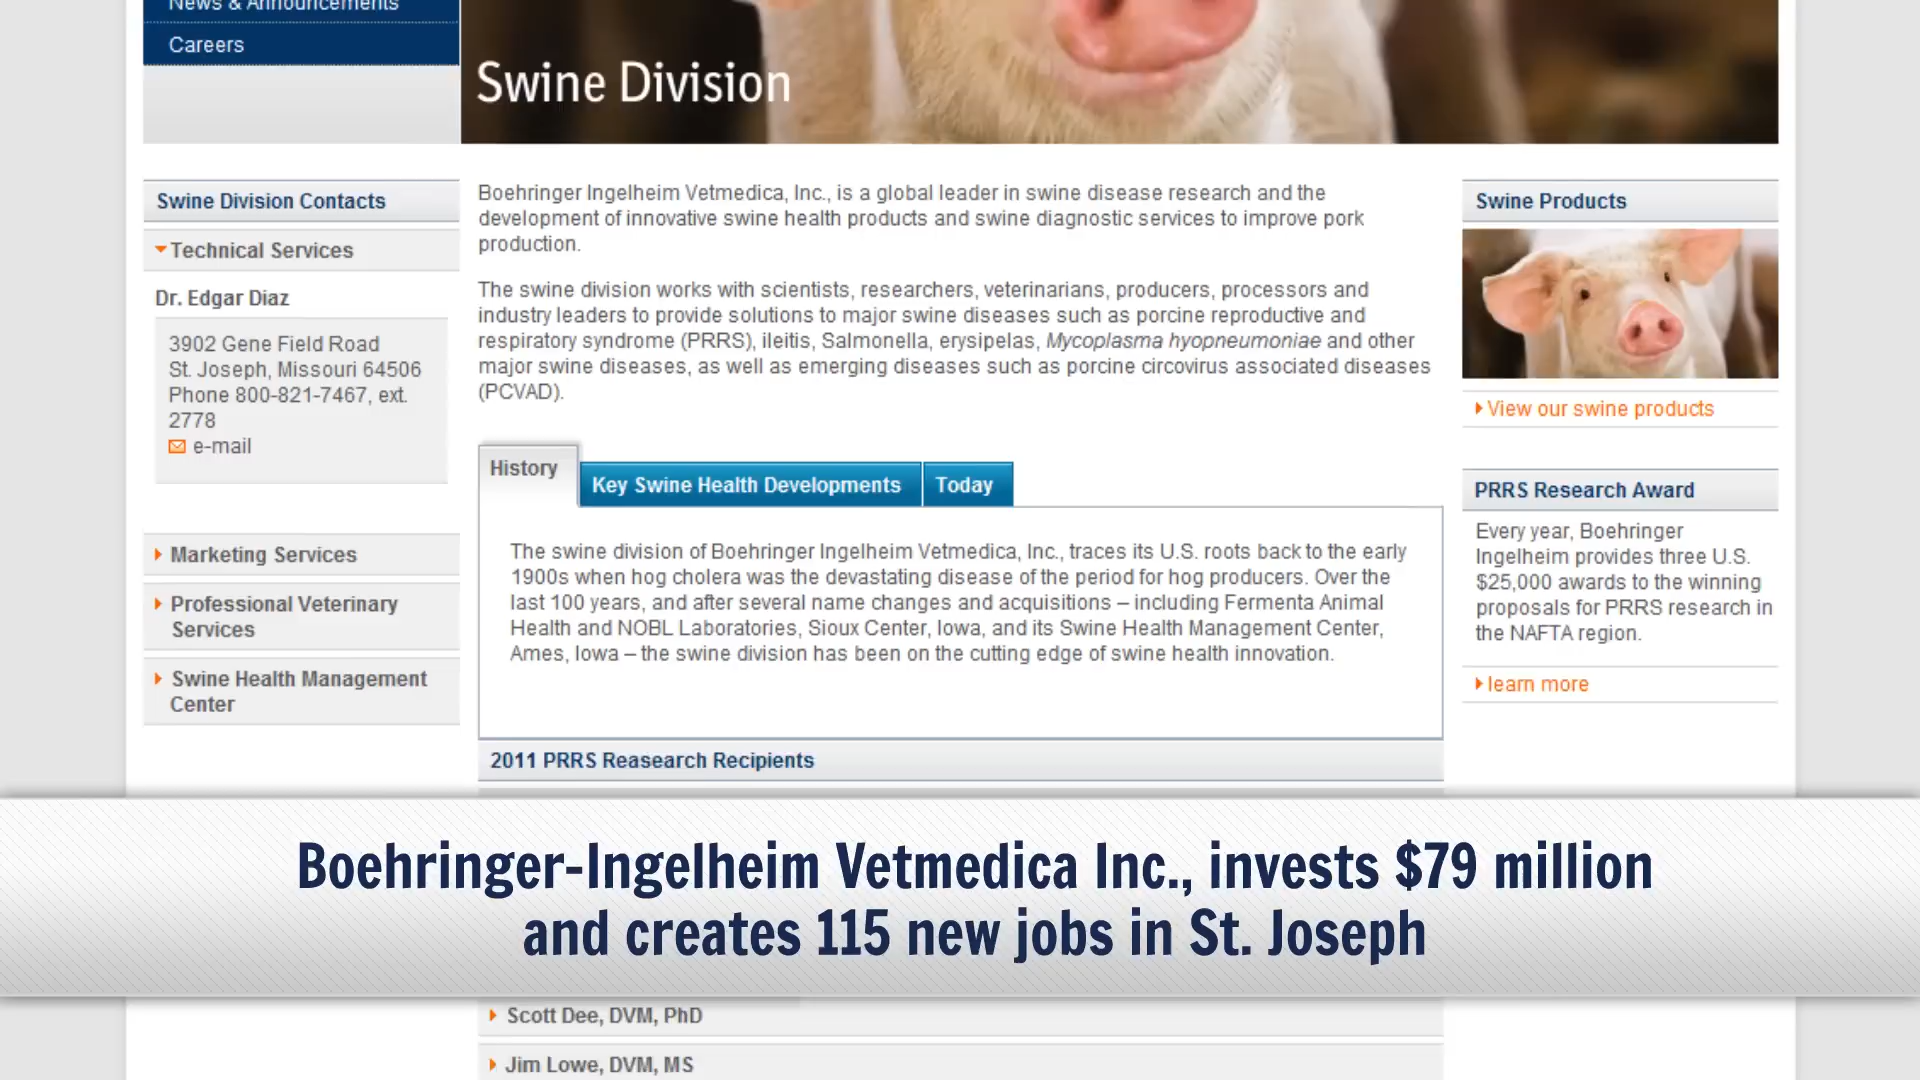 News & Announcements
Careers
Swine Division
Swine Division Contacts
Technical Services
Dr. Edgar Diaz
3902 Gene Field Road
St. Joseph, Missouri 64506
Phone 800-821-7467, ext.
2778
e-mail
Marketing Services
Professional Veterinary
Services
Swine Health Management
Center
Boehringer Ingelheim Vetmedica, Inc., is a global leader in swine disease research and the
development of innovative swine health products and swine diagnostic services to improve pork
production.
The swine division works with scientists, researchers, veterinarians, producers, processors and
industry leaders to provide solutions to major swine diseases such as porcine reproductive and
respiratory syndrome (PRRS), ileitis, Salmonella, erysipelas, Mycoplasma hyopneumoniae and other
major swine diseases, as well as emerging diseases such as porcine circovirus associated diseases
(PCVAD).
History
Key Swine Health Developments
Today
The swine division of Boehringer Ingelheim Vetmedica, Inc., traces its U.S. roots back to the early
1900s when hog cholera was the devastating disease of the period for hog producers. Over the
last 100 years, and after several name changes and acquisitions – including Fermenta Animal
Health and NOBL Laboratories, Sioux Center, Iowa, and its Swine Health Management Center,
Ames, Iowa – the swine division has been on the cutting edge of swine health innovation.
2011 PRRS Reasearch Recipients
Swine Products
View our swine products
PRRS Research Award
Every year, Boehringer
Ingelheim provides three U.S.
$25,000 awards to the winning
proposals for PRRS research in
the NAFTA region.
learn more
Boehringer-Ingelheim Vetmedica Inc., invests $79 million
and creates 115 new jobs in St. Joseph
Scott Dee, DVM, PhD
Jim Lowe, DVM, MS